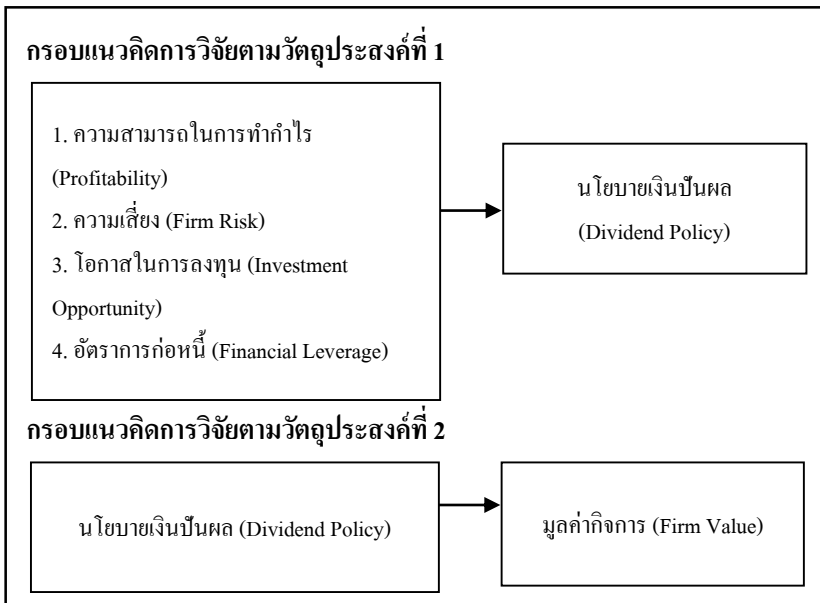 กรอบแนวคิดการวิจัยตามวัตถุประสงค์ที่ 1
1. ความสามารถในการทำกำไร
(Profitability)
2. ความเสี่ยง (Firm Risk)
3. โอกาสในการลงทุน (Investment
Opportunity)
4. อัตราการก่อหนี้ (Financial Leverage)
นโยบายเงินปันผล
(Dividend Policy)
กรอบแนวคิดการวิจัยตามวัตถุประสงค์ที่ 2
นโยบายเงินปันผล (Dividend Policy)
มูลค่ากิจการ (Firm Value)